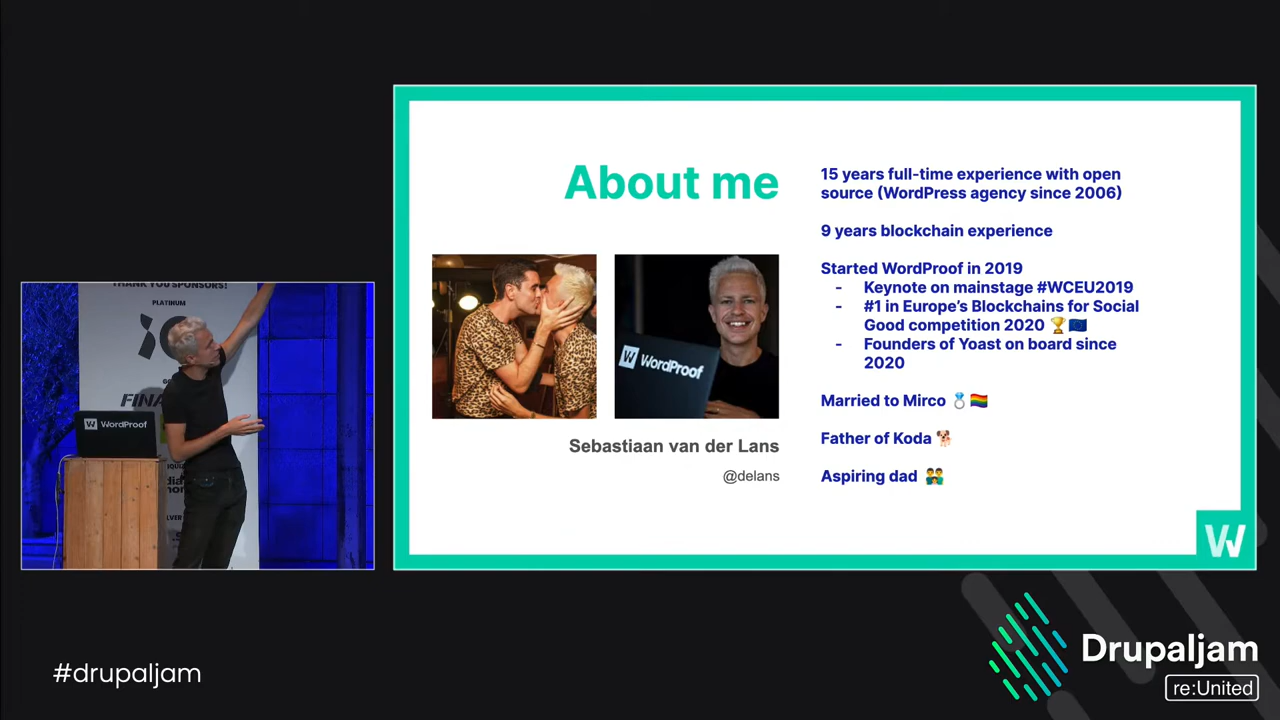 THANK YOU SPONSORS!
PLATINUM
FINA
WordProof
About me
WordProof
Sebastiaan van der Lans
@delans
15 years full-time experience with open
source (WordPress agency since 2006)
9 years blockchain experience
Started WordProof in 2019
- Keynote on mainstage #WCEU2019
- #1 in Europe’s Blockchains for Social
Good competition 2020 🏆🇪🇺
- Founders of Yoast on board since
2020
Married to Mirco 💍🏳️‍🌈
Father of Koda 🐕
Aspiring dad 👨‍👦‍👦
W
#drupaljam
Drupaljam
re:United